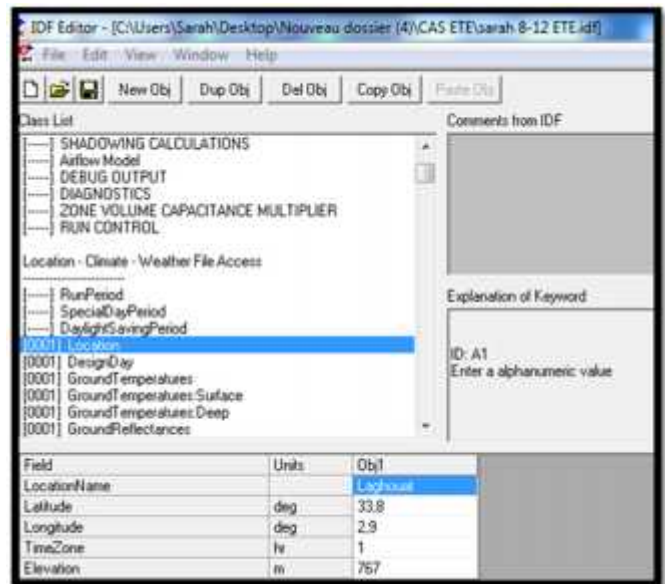 IDF Editor - [C:\Users\Sarah\Desktop\Nouveau dossier (4)\CAS ETE\sarah 8-12 ETE.idf]
File Edit View Window Help
New Obj Dup Obj Del Obj Copy Obj Paste Obj
Class List
[----] SHADOWING CALCULATIONS
[----] Airflow Model
[----] DEBUG OUTPUT
[----] DIAGNOSTICS
[----] ZONE VOLUME CAPACITANCE MULTIPLIER
[----] RUN CONTROL
Location - Climate - Weather File Access
--------------------
[----] RunPeriod
[----] SpecialDayPeriod
[----] DaylightSavingPeriod
[0001] Location
[0001] DesignDay
[0001] GroundTemperatures
[0001] GroundTemperatures:Surface
[0001] GroundTemperatures:Deep
[0001] GroundReflectances
Comments from IDF
Explanation of Keyword
ID: A1
Enter a alphanumeric value
Field Units Obj1
LocationName Laghouat
Latitude deg 33.8
Longitude deg 2.9
TimeZone hr 1
Elevation m 767